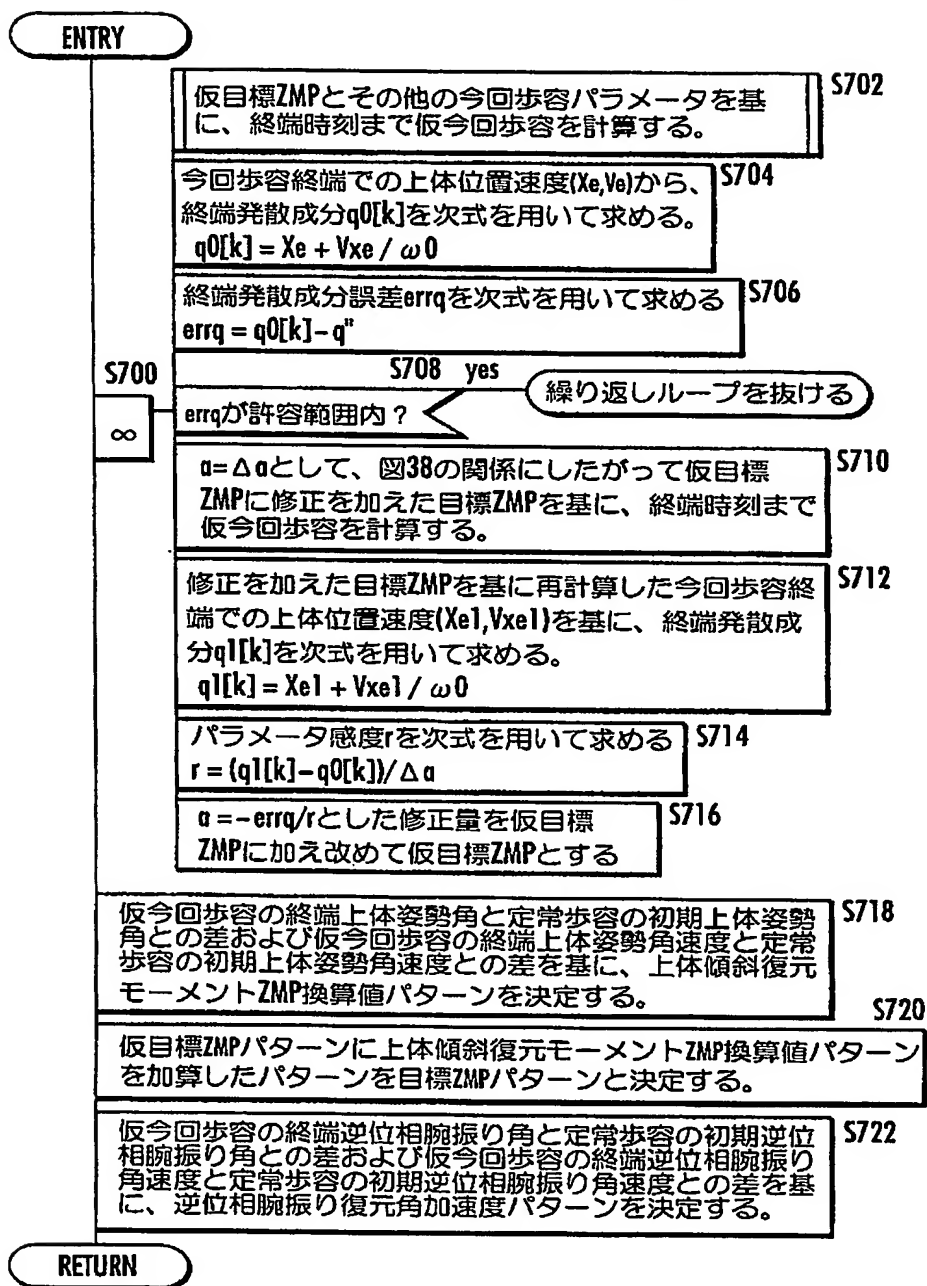 ENTRY
S702
仮目標ZMPとその他の今回歩容パラメータを基
に、終端時刻まで仮今回歩容を計算する。
S704
今回歩容終端での上体位置速度(Xe,Ve)から、
終端発散成分q0[k]を次式を用いて求める。
q0[k] = Xe + Vxe / ω0
S706
終端発散成分誤差errqを次式を用いて求める
errq = q0[k]-q"
S700
∞
S708 yes
errqが許容範囲内？
繰り返しループを抜ける
S710
a=Δaとして、図38の関係にしたがって仮目標
ZMPに修正を加えた目標ZMPを基に、終端時刻まで
仮今回歩容を計算する。
S712
修正を加えた目標ZMPを基に再計算した今回歩容終
端での上体位置速度(Xe1,Vxe1)を基に、終端発散成
分q1[k]を次式を用いて求める。
q1[k] = Xe1 + Vxe1 / ω0
S714
パラメータ感度rを次式を用いて求める
r = (q1[k]-q0[k])/Δa
S716
a =-errq/rとした修正量を仮目標
ZMPに加え改めて仮目標ZMPとする
S718
仮今回歩容の終端上体姿勢角と定常歩容の初期上体姿勢
角との差および仮今回歩容の終端上体姿勢角速度と定常
歩容の初期上体姿勢角速度との差を基に、上体傾斜復元
モーメントZMP換算値パターンを決定する。
S720
仮目標ZMPパターンに上体傾斜復元モーメントZMP換算値パターン
を加算したパターンを目標ZMPパターンと決定する。
S722
仮今回歩容の終端逆位相腕振り角と定常歩容の初期逆位
相腕振り角との差および仮今回歩容の終端逆位相腕振り
角速度と定常歩容の初期逆位相腕振り角速度との差を基
に、逆位相腕振り復元角加速度パターンを決定する。
RETURN